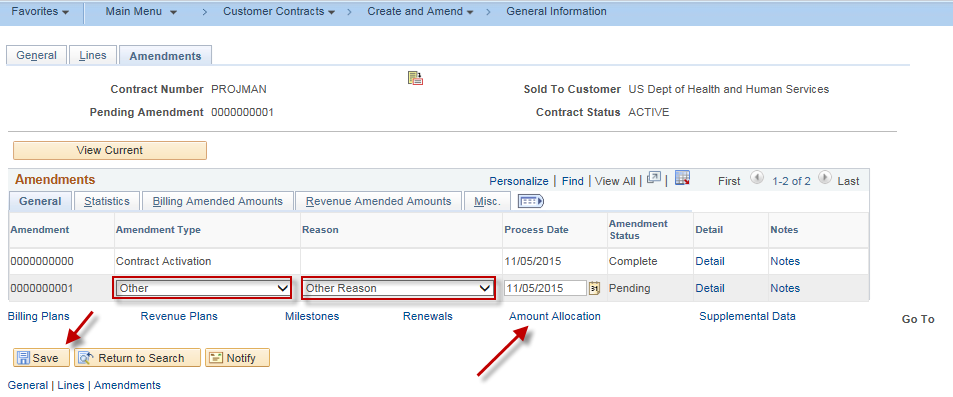 Favorites Main Menu > Customer Contracts > Create and Amend > General Information
General Lines Amendments
Contract Number PROJMAN Sold To Customer US Dept of Health and Human Services
Pending Amendment 0000000001 Contract Status ACTIVE
View Current
Amendments Personalize | Find | View All | | First 1-2 of 2 Last
General Statistics Billing Amended Amounts Revenue Amended Amounts Misc.
Amendment Amendment Type Reason Process Date Amendment Status Detail Notes
0000000000 Contract Activation 11/05/2015 Complete Detail Notes
0000000001 Other Other Reason 11/05/2015 31 Pending Detail Notes
Billing Plans Revenue Plans Milestones Renewals Amount Allocation Supplemental Data Go To
Save Return to Search Notify
General | Lines | Amendments